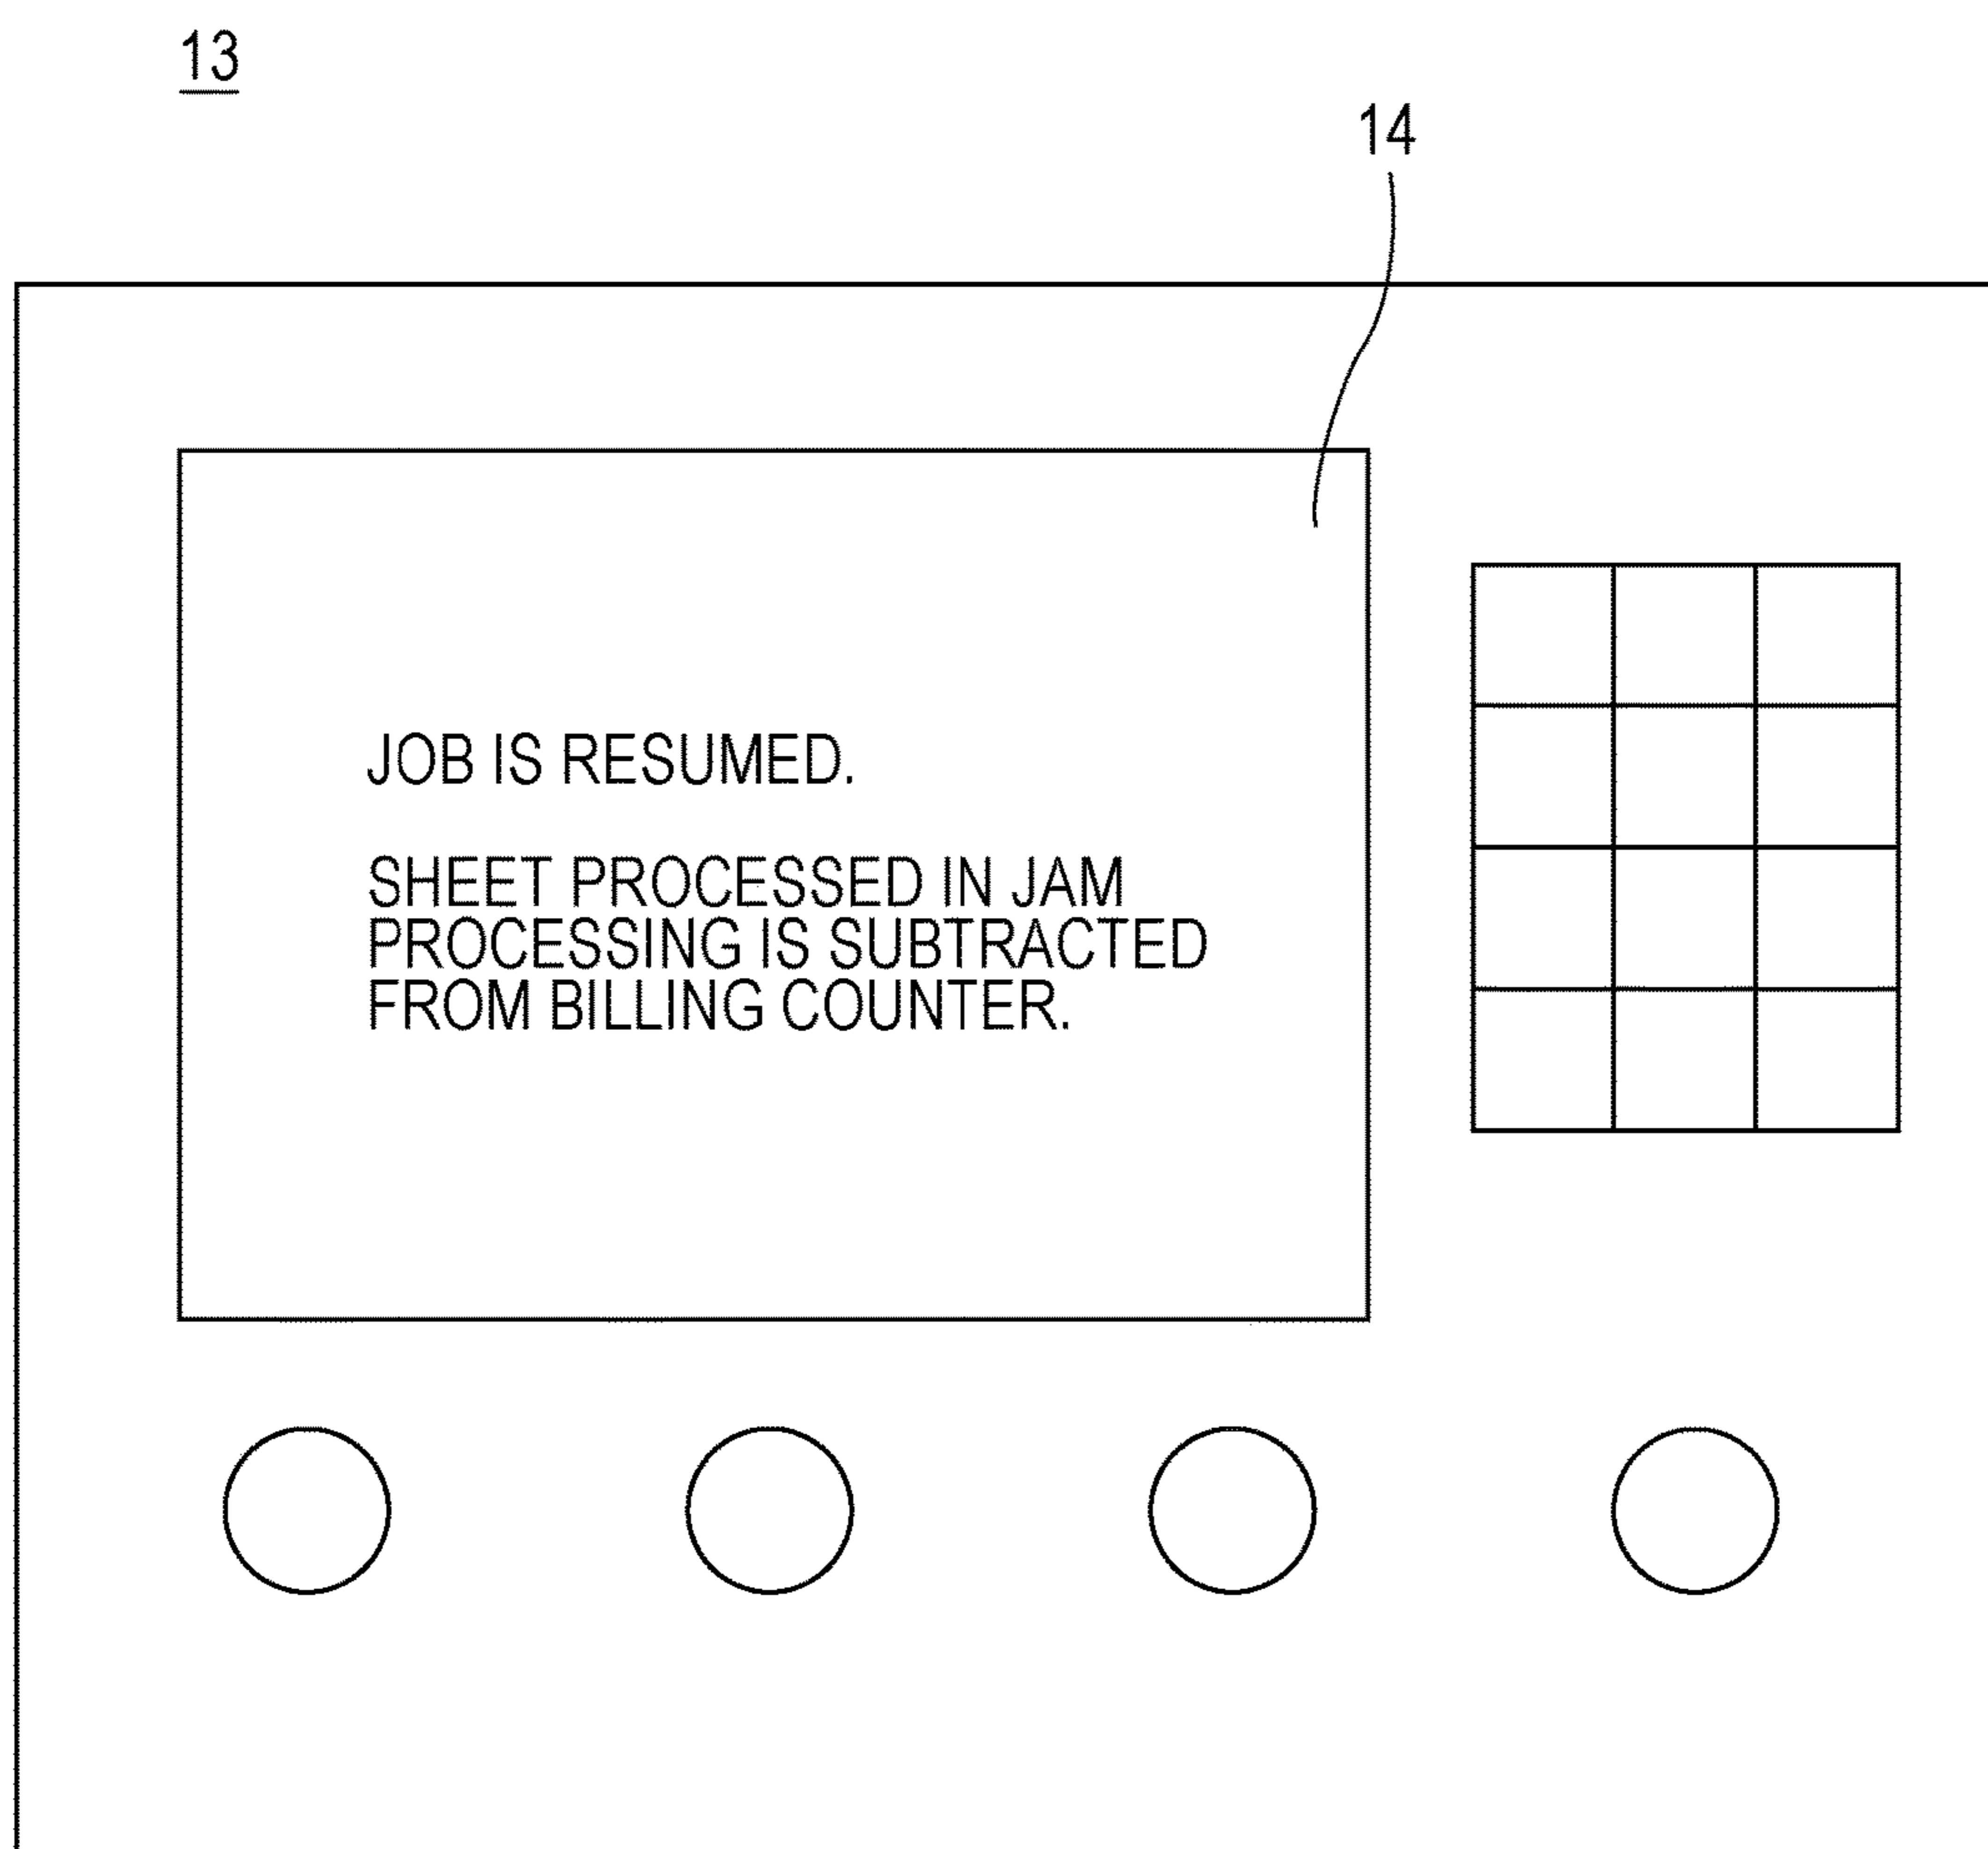 13
14
JOB IS RESUMED.
SHEET PROCESSED IN JAM
PROCESSING IS SUBTRACTED
FROM BILLING COUNTER.